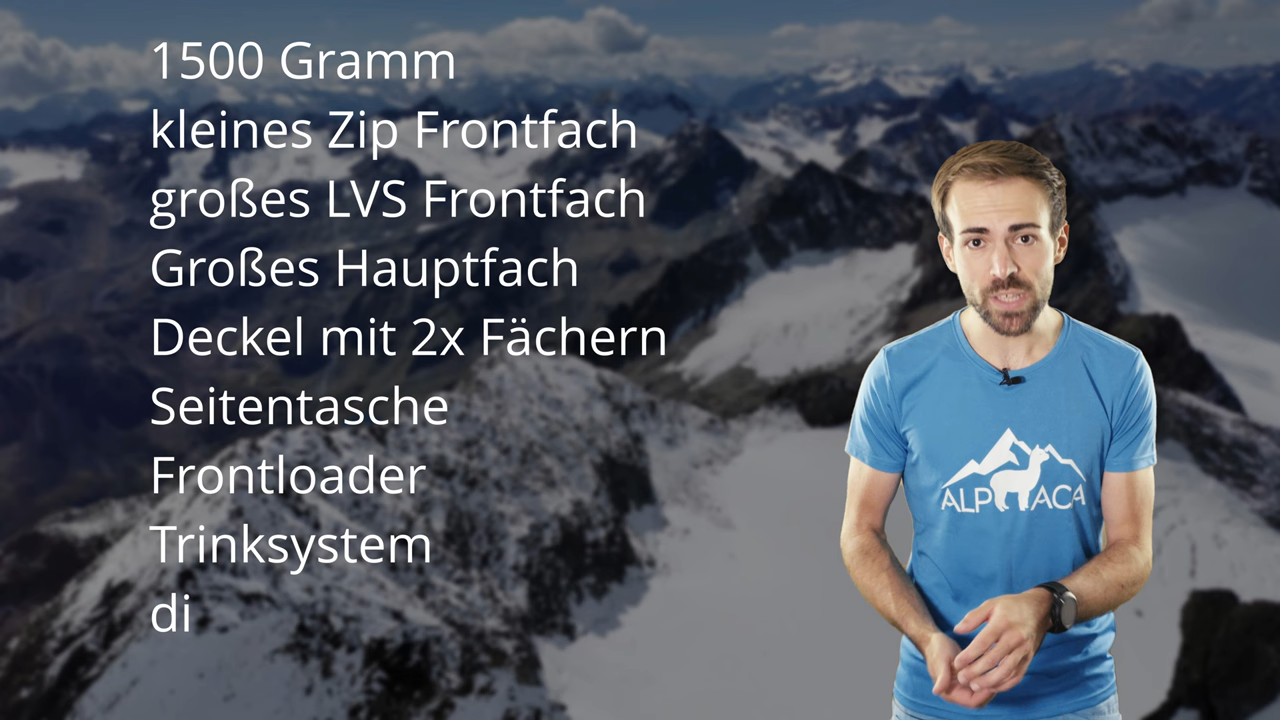 1500 Gramm
kleines Zip Frontfach
großes LVS Frontfach
Großes Hauptfach
Deckel mit 2x Fächern
Seitentasche
Frontloader
Trinksystem
di
ALPACA